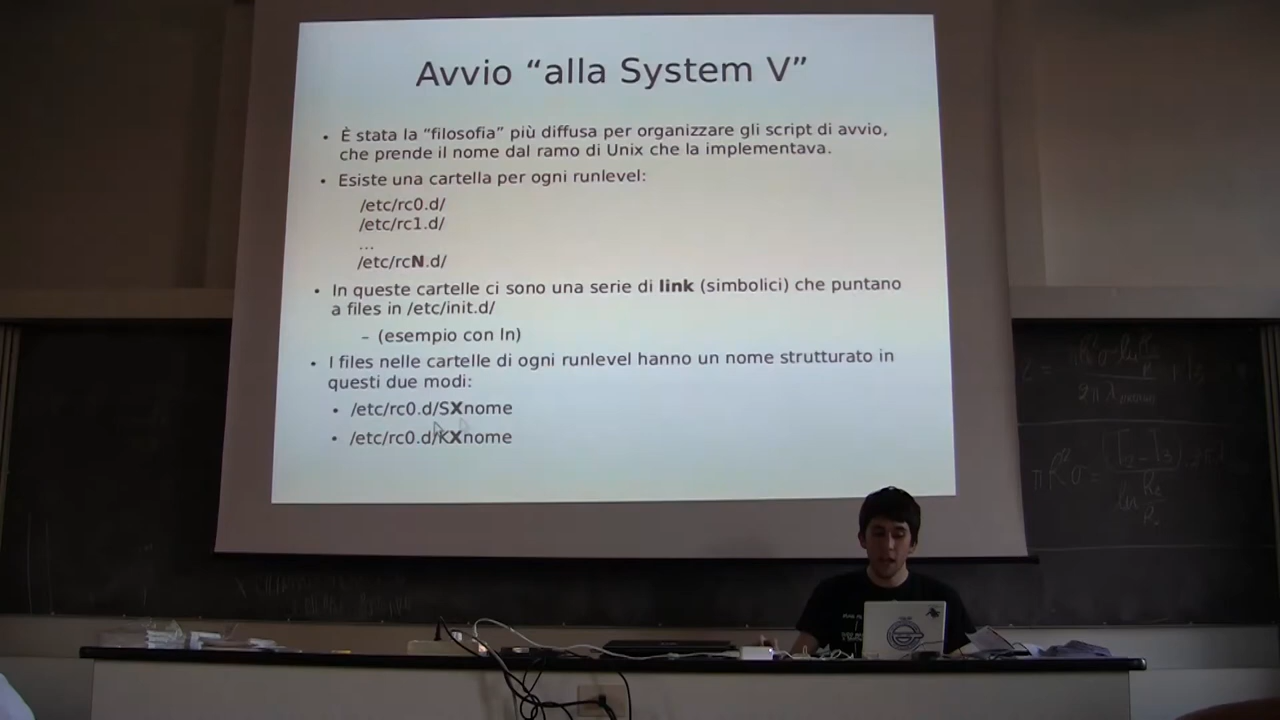 Avvio “alla System V”
• È stata la “filosofia” più diffusa per organizzare gli script di avvio,
che prende il nome dal ramo di Unix che la implementava.
• Esiste una cartella per ogni runlevel:
/etc/rc0.d/
/etc/rc1.d/
...
/etc/rcN.d/
• In queste cartelle ci sono una serie di link (simbolici) che puntano
a files in /etc/init.d/
– (esempio con ln)
• I files nelle cartelle di ogni runlevel hanno un nome strutturato in
questi due modi:
• /etc/rc0.d/SXnome
• /etc/rc0.d/KXnome